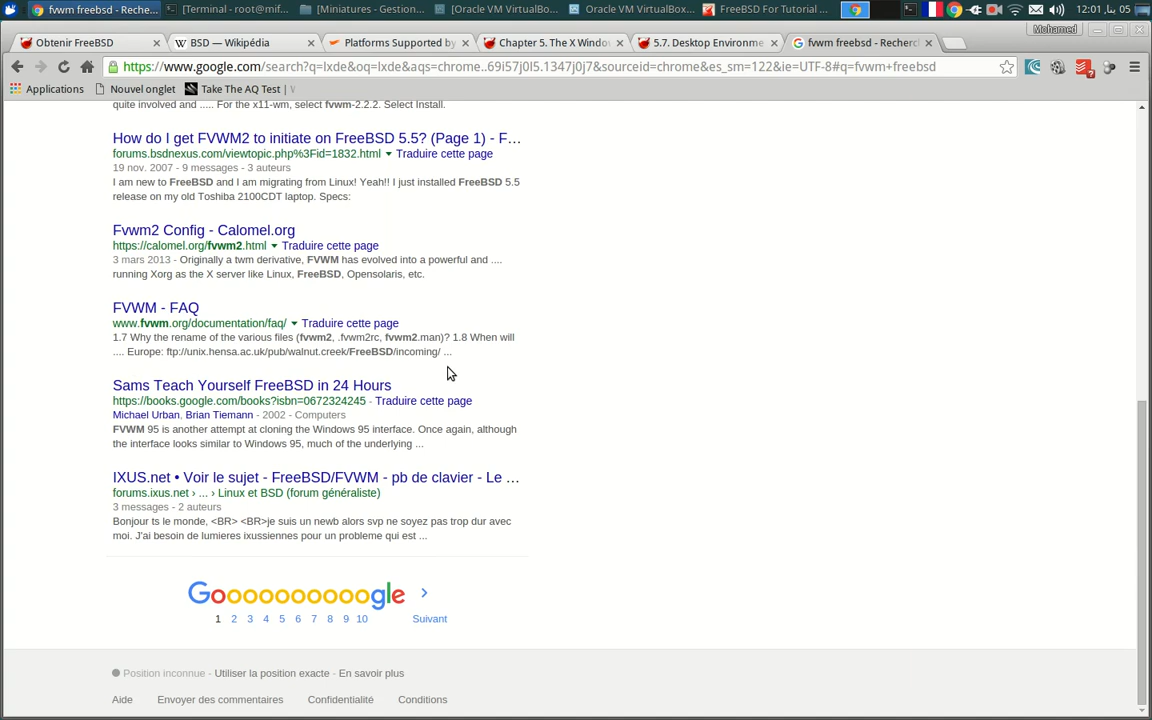 fvwm freebsd - Reche... [Terminal - root@mif... [Miniatures - Gestion... [Oracle VM VirtualBo... Oracle VM VirtualBox... FreeBSD For Tutorial ... 12:01 ,يناير 05
Obtenir FreeBSD BSD — Wikipédia Platforms Supported by Chapter 5. The X Windo 5.7. Desktop Environme fvwm freebsd - Recherc Mohamed
https://www.google.com/search?q=lxde&oq=lxde&aqs=chrome..69i57j0l5.1347j0j7&sourceid=chrome&es_sm=122&ie=UTF-8#q=fvwm+freebsd
Applications Nouvel onglet Take The AQ Test |
quite involved and .... For the x11-wm, select fvwm-2.2.2. Select Install.
How do I get FVWM2 to initiate on FreeBSD 5.5? (Page 1) - F...
forums.bsdnexus.com/viewtopic.php%3Fid=1832.html Traduire cette page
19 nov. 2007 - 9 messages - 3 auteurs
I am new to FreeBSD and I am migrating from Linux! Yeah!! I just installed FreeBSD 5.5
release on my old Toshiba 2100CDT laptop. Specs:
Fvwm2 Config - Calomel.org
https://calomel.org/fvwm2.html Traduire cette page
3 mars 2013 - Originally a twm derivative, FVWM has evolved into a powerful and ....
running Xorg as the X server like Linux, FreeBSD, Opensolaris, etc.
FVWM - FAQ
www.fvwm.org/documentation/faq/ Traduire cette page
1.7 Why the rename of the various files (fvwm2, .fvwm2rc, fvwm2.man)? 1.8 When will
.... Europe: ftp://unix.hensa.ac.uk/pub/walnut.creek/FreeBSD/incoming/ ...
Sams Teach Yourself FreeBSD in 24 Hours
https://books.google.com/books?isbn=0672324245 - Traduire cette page
Michael Urban, Brian Tiemann - 2002 - Computers
FVWM 95 is another attempt at cloning the Windows 95 interface. Once again, although
the interface looks similar to Windows 95, much of the underlying ...
IXUS.net • Voir le sujet - FreeBSD/FVWM - pb de clavier - Le ...
forums.ixus.net › ... › Linux et BSD (forum généraliste)
3 messages - 2 auteurs
Bonjour ts le monde, <BR> <BR>je suis un newb alors svp ne soyez pas trop dur avec
moi. J'ai besoin de lumieres ixussiennes pour un probleme qui est ...
Goooooooooogle >
1 2 3 4 5 6 7 8 9 10 Suivant
Position inconnue - Utiliser la position exacte - En savoir plus
Aide Envoyer des commentaires Confidentialité Conditions